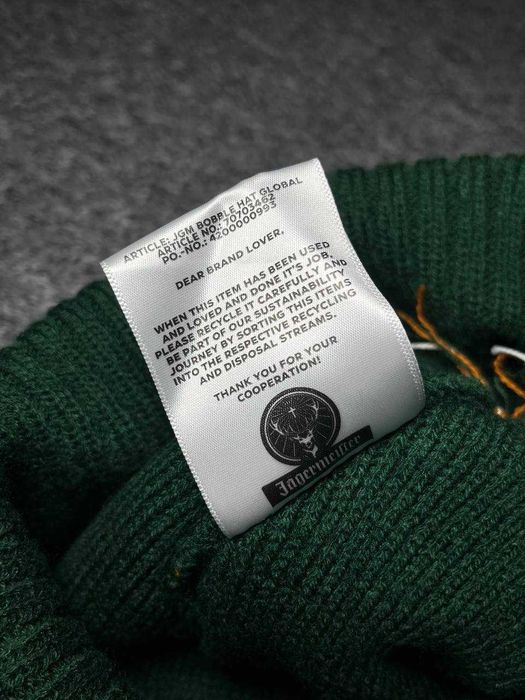 ARTICLE: JGM BOBBLE HAT GLOBAL
ARTICLE NO.: 70703462
PO.-NO.: 4200000993
DEAR BRAND LOVER,
WHEN THIS ITEM HAS BEEN USED
AND LOVED AND DONE IT'S JOB,
PLEASE RECYCLE IT CAREFULLY AND
BE PART OF OUR SUSTAINABILITY
JOURNEY BY SORTING THIS ITEMS
INTO THE RESPECTIVE RECYCLING
AND DISPOSAL STREAMS.
THANK YOU FOR YOUR
COOPERATION!
Jägermeister